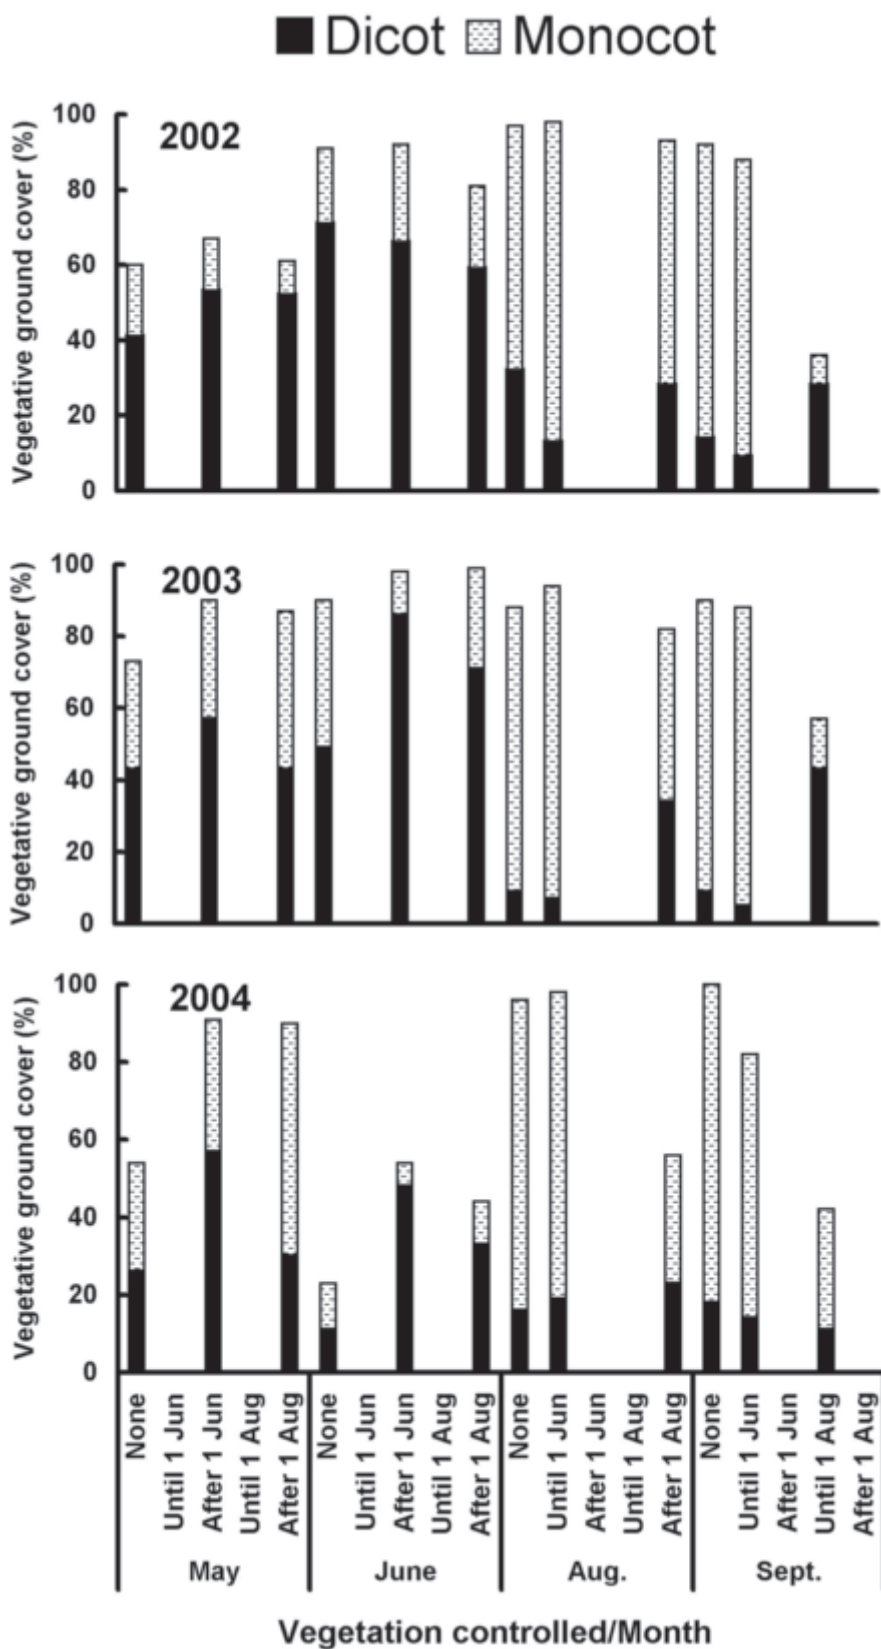 Dicot Monocot
Vegetative ground cover (%)
100
80
60
40
20
0
2002
Vegetative ground cover (%)
100
80
60
40
20
0
2003
Vegetative ground cover (%)
100
80
60
40
20
0
2004
None
Until 1 Jun
After 1 Jun
Until 1 Aug
After 1 Aug
None
Until 1 Jun
After 1 Jun
Until 1 Aug
After 1 Aug
None
Until 1 Jun
After 1 Jun
Until 1 Aug
After 1 Aug
None
Until 1 Jun
After 1 Jun
Until 1 Aug
After 1 Aug
May June Aug. Sept.
Vegetation controlled/Month